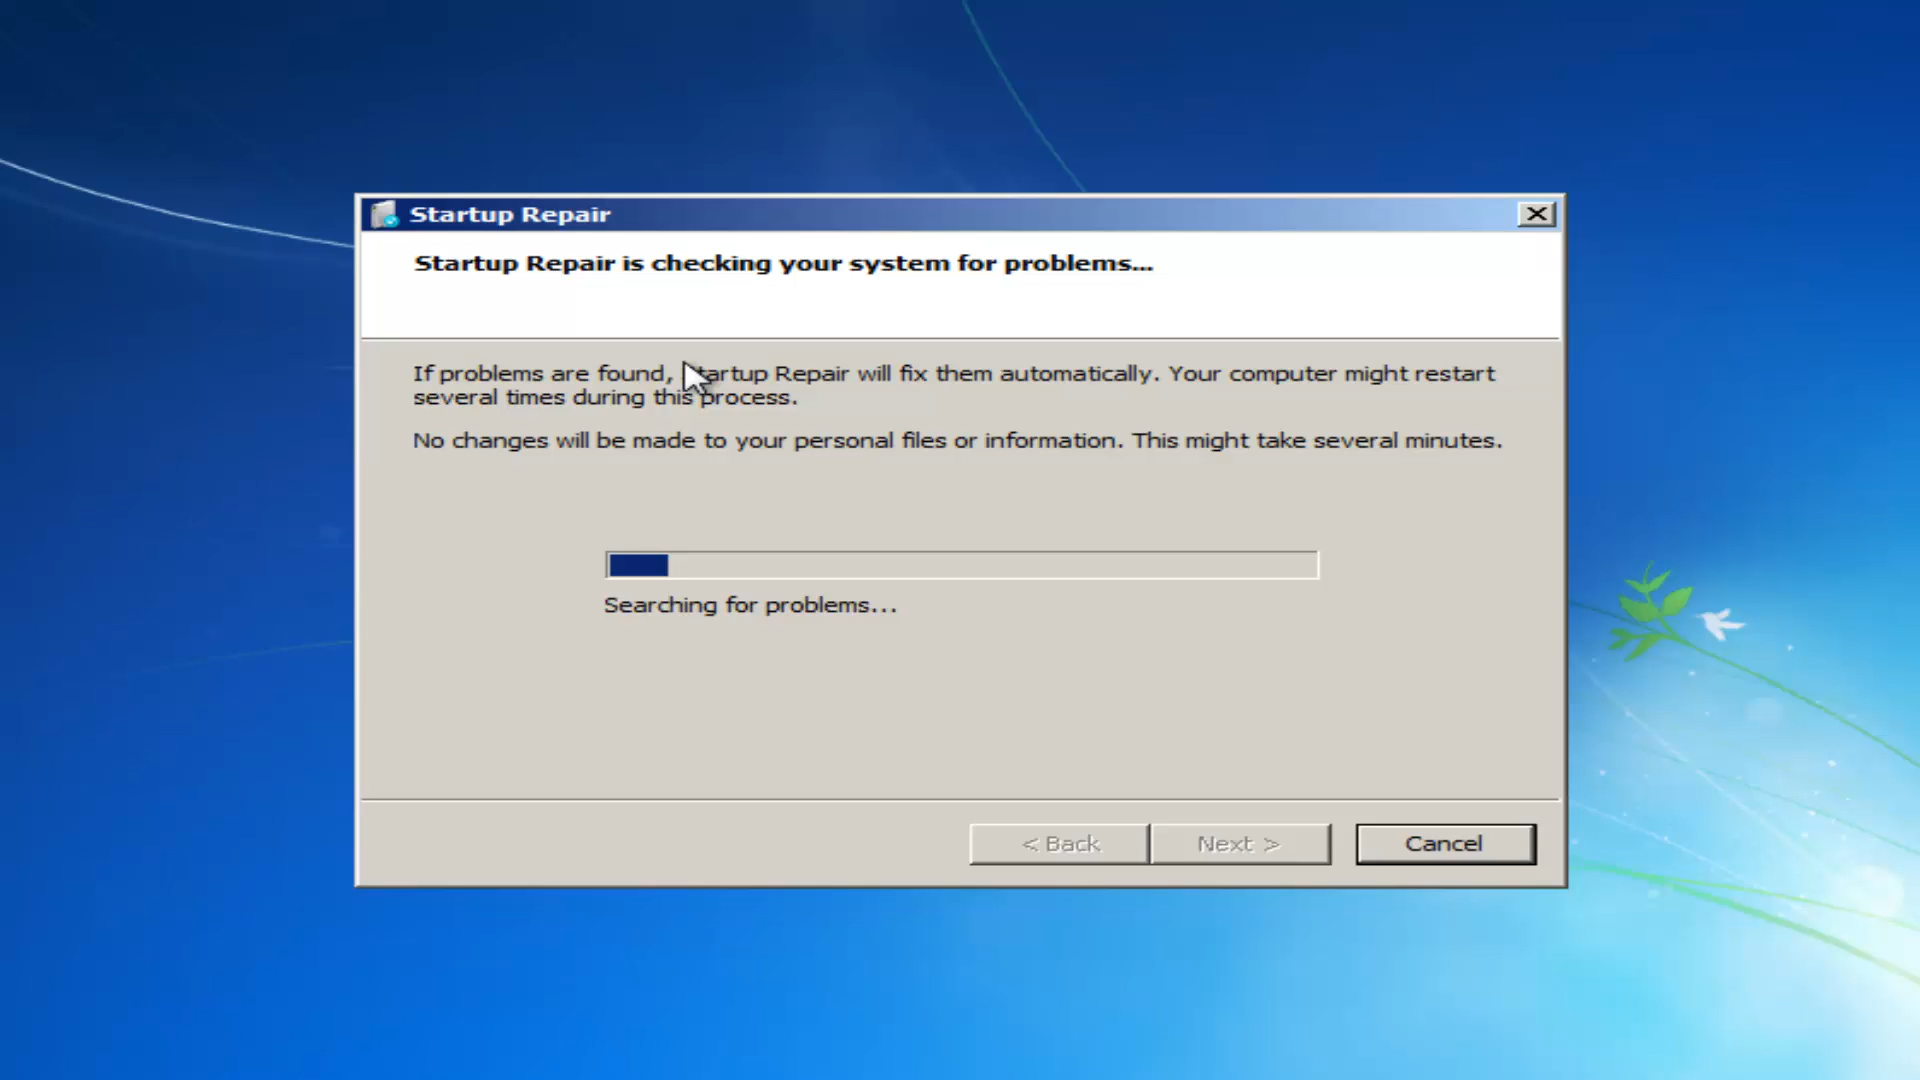 Startup Repair
Startup Repair is checking your system for problems...
If problems are found, Startup Repair will fix them automatically. Your computer might restart
several times during this process.
No changes will be made to your personal files or information. This might take several minutes.
Searching for problems...
< Back
Next >
Cancel